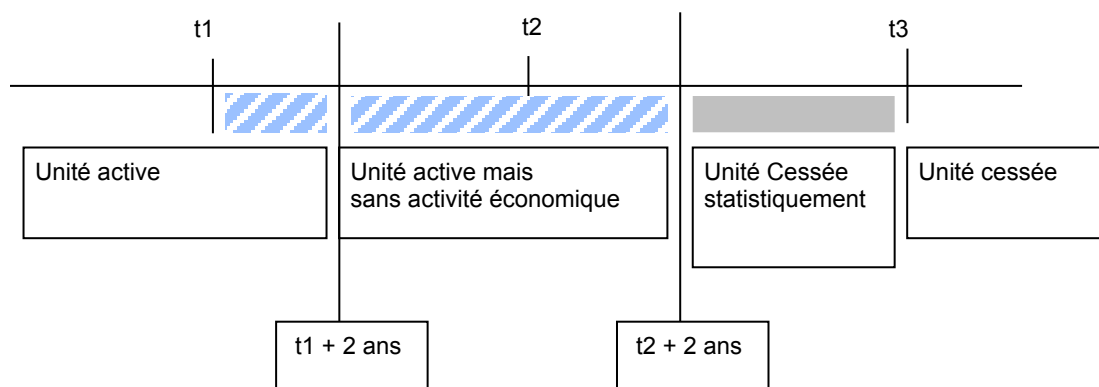 t1
t2
t3
Unité active
Unité active mais
sans activité économique
Unité Cessée
statistiquement
Unité cessée
t1 + 2 ans
t2 + 2 ans